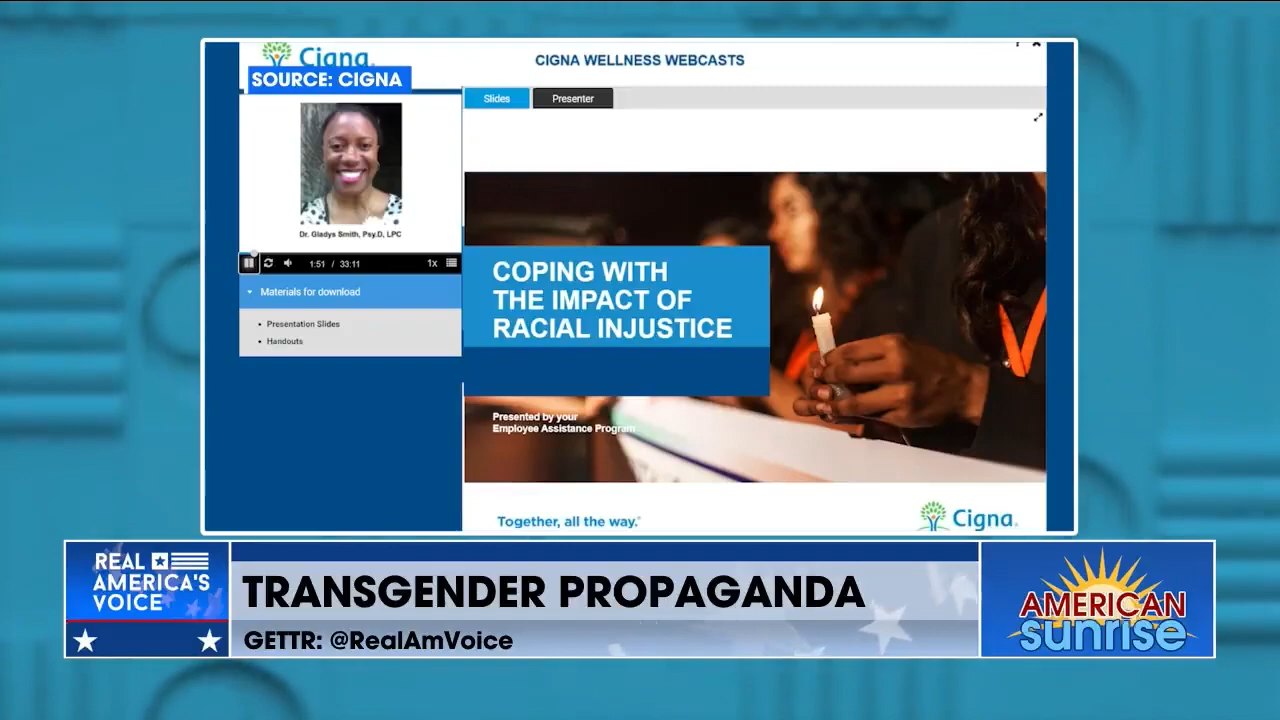 Cigna
SOURCE: CIGNA
CIGNA WELLNESS WEBCASTS
Slides
Presenter
Dr. Gladys Smith, Psy.D, LPC
1:51 / 33:11
1x
Materials for download
• Presentation Slides
• Handouts
COPING WITH
THE IMPACT OF
RACIAL INJUSTICE
Presented by your
Employee Assistance Program
Together, all the way.®
Cigna®
REAL
AMERICA'S
VOICE
TRANSGENDER PROPAGANDA
GETTR: @RealAmVoice
AMERICAN
sunrise